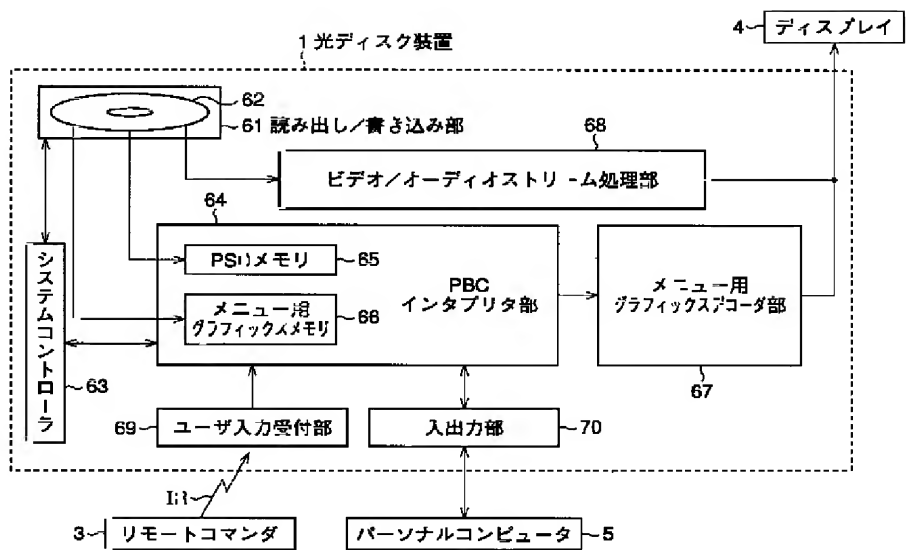 4 ディスプレイ
1 光ディスク装置
62
61 読み出し／書き込み部
68
ビデオ／オーディオストリーム処理部
64
PSDメモリ 65
PBC
インタプリタ部
メニュー用
グラフィックスメモリ 66
メニュー用
グラフィックスデコーダ部
67
システムコントローラ 63
69 ユーザ入力受付部
入出力部 70
IR
3 リモートコマンダ
パーソナルコンピュータ 5